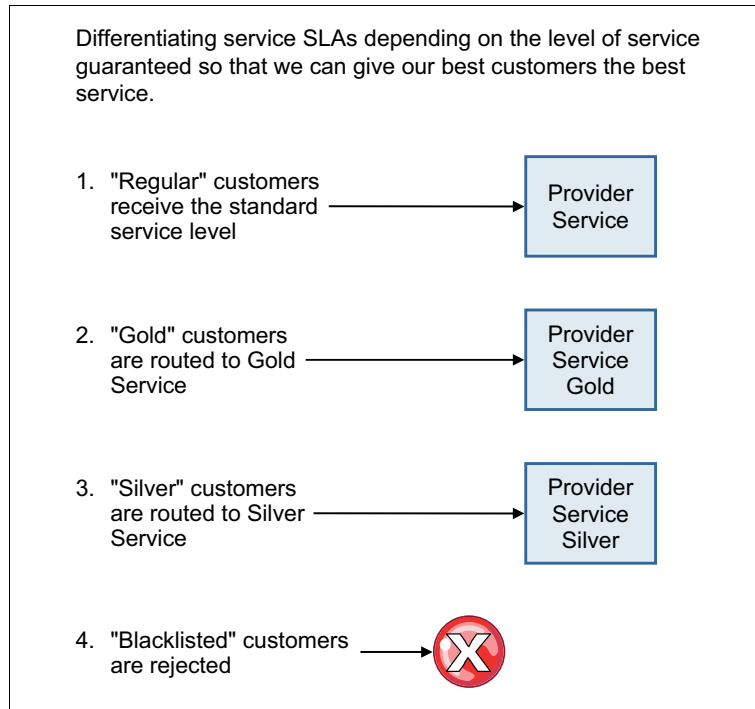 Differentiating service SLAs depending on the level of service
guaranteed so that we can give our best customers the best
service.
1. "Regular" customers
receive the standard
service level
Provider
Service
2. "Gold" customers
are routed to Gold
Service
Provider
Service
Gold
3. "Silver" customers
are routed to Silver
Service
Provider
Service
Silver
4. "Blacklisted" customers
are rejected
X